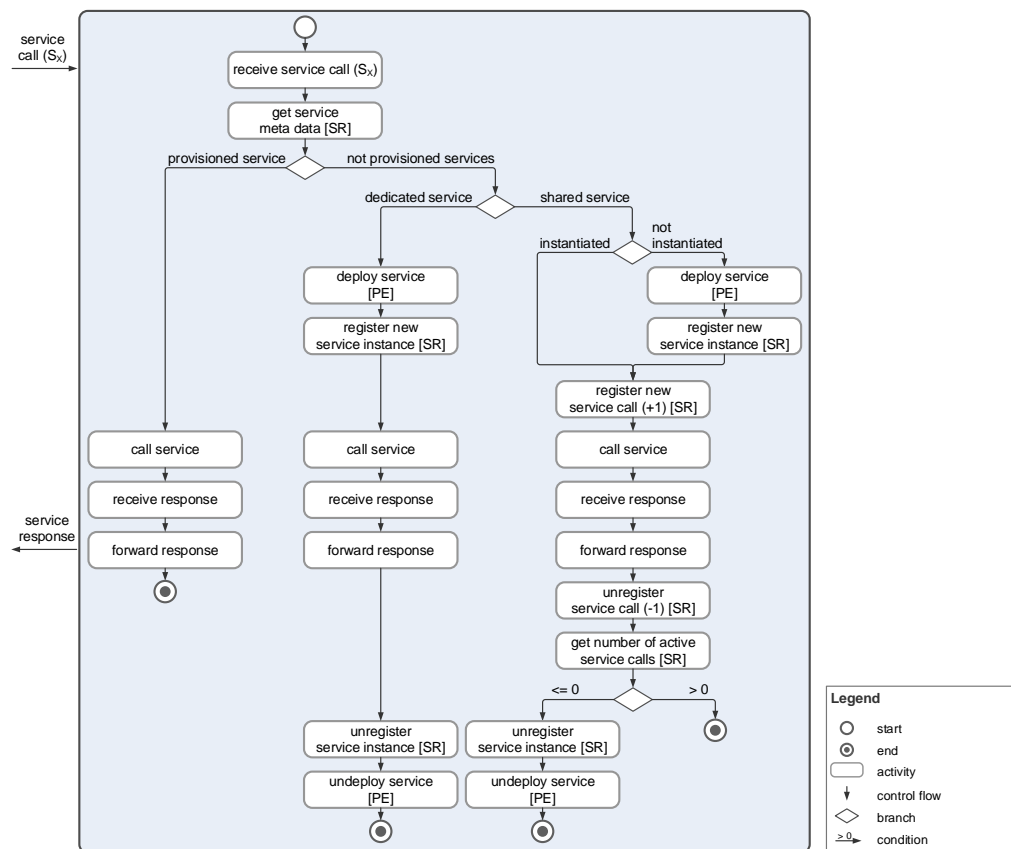 service
call (SX)
receive service call (SX)
get service
meta data [SR]
provisioned service
not provisioned services
dedicated service
shared service
instantiated
not
instantiated
deploy service
[PE]
deploy service
[PE]
register new
service instance [SR]
register new
service instance [SR]
register new
service call (+1) [SR]
call service
call service
call service
receive response
receive response
receive response
service
response
forward response
forward response
forward response
unregister
service call (-1) [SR]
get number of active
service calls [SR]
<= 0
> 0
unregister
service instance [SR]
unregister
service instance [SR]
undeploy service
[PE]
undeploy service
[PE]
Legend
start
end
activity
control flow
branch
> 0
condition